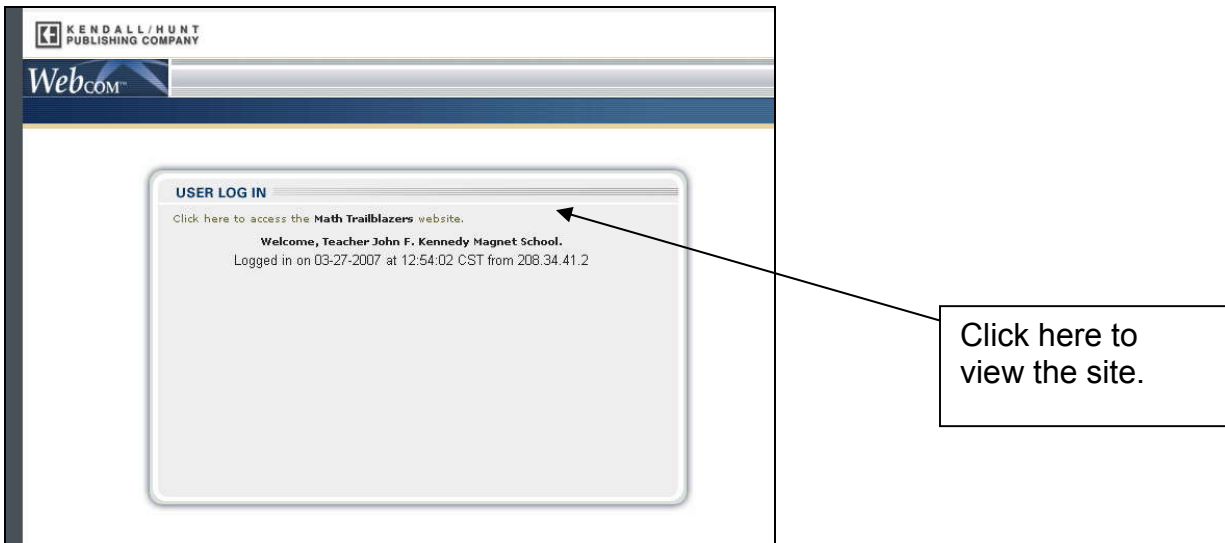 KENDALL/HUNT
PUBLISHING COMPANY
Webcom™
USER LOG IN
Click here to access the Math Trailblazers website.
Welcome, Teacher John F. Kennedy Magnet School.
Logged in on 03-27-2007 at 12:54:02 CST from 208.34.41.2
Click here to
view the site.